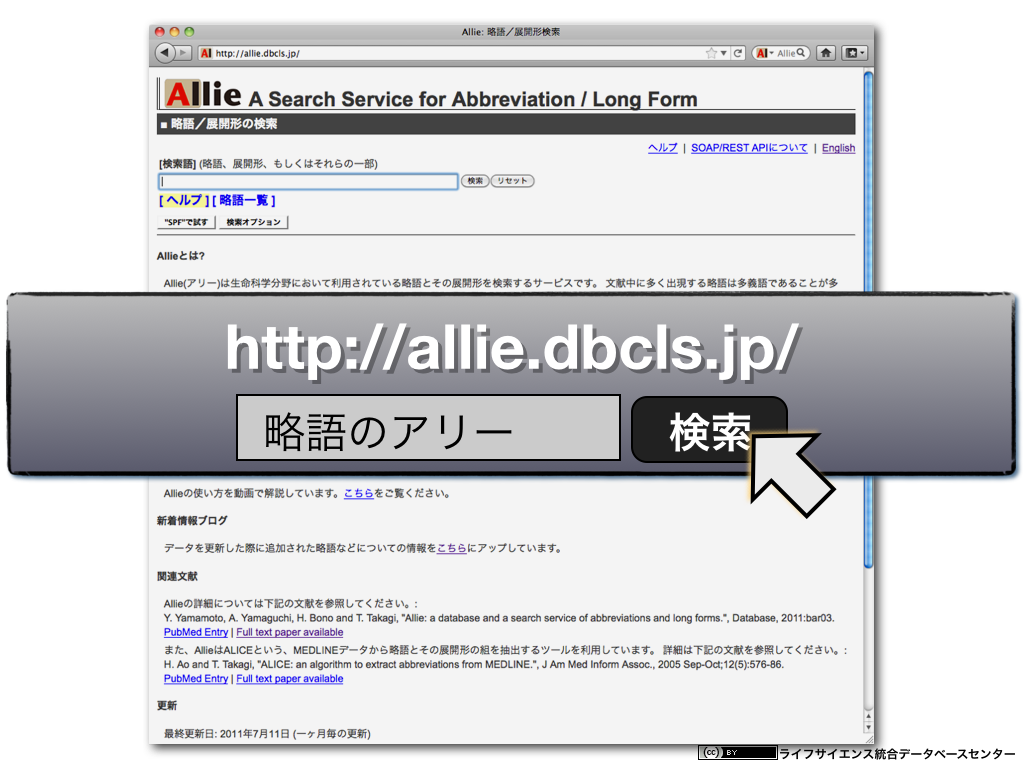 Allie: 略語／展開形検索
http://allie.dbcls.jp/
Allie
Allie A Search Service for Abbreviation / Long Form
■ 略語／展開形の検索
ヘルプ | SOAP/REST APIについて | English
[検索語] (略語、展開形、もしくはそれらの一部)
検索 リセット
[ ヘルプ ] [ 略語一覧 ]
"SPF"で試す 検索オプション
Allieとは?
Allie(アリー)は生命科学分野において利用されている略語とその展開形を検索するサービスです。 文献中に多く出現する略語は多義語であることが多
http://allie.dbcls.jp/
略語のアリー 検索
Allieの使い方を動画で解説しています。こちらをご覧ください。
新着情報ブログ
データを更新した際に追加された略語などについての情報をこちらにアップしています。
関連文献
Allieの詳細については下記の文献を参照してください。:
Y. Yamamoto, A. Yamaguchi, H. Bono and T. Takagi, "Allie: a database and a search service of abbreviations and long forms.", Database, 2011:bar03.
PubMed Entry | Full text paper available
また、AllieはALICEという、MEDLINEデータから略語とその展開形の組を抽出するツールを利用しています。 詳細は下記の文献を参照してください。:
H. Ao and T. Takagi, "ALICE: an algorithm to extract abbreviations from MEDLINE.", J Am Med Inform Assoc., 2005 Sep-Oct;12(5):576-86.
PubMed Entry | Full text paper available
更新
最終更新日: 2011年7月11日 (一ヶ月毎の更新)
cc BY ライフサイエンス統合データベースセンター